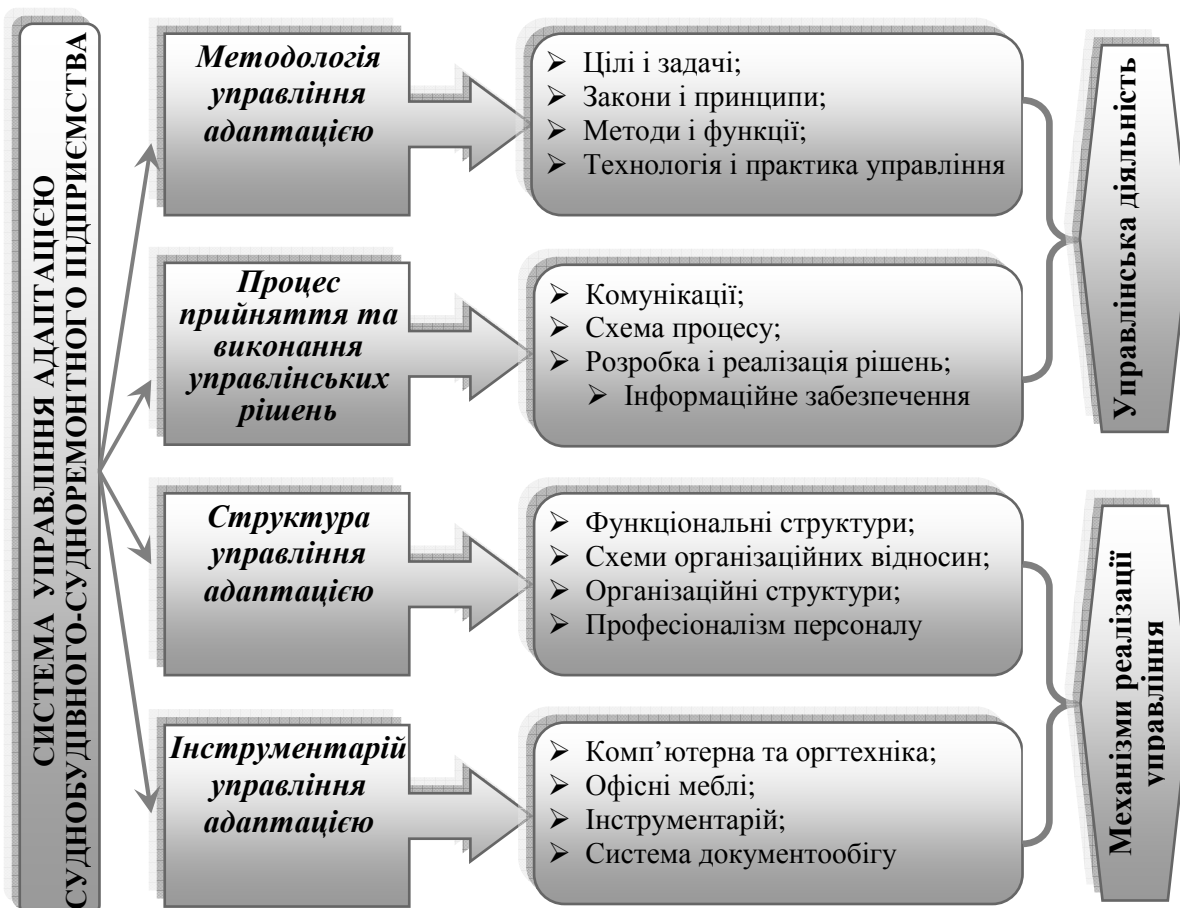 СИСТЕМА УПРАВЛІННЯ АДАПТАЦІЄЮ
СУДНОБУДІВНОГО-СУДНОРЕМОНТНОГО ПІДПРИЄМСТВА
Методологія
управління
адаптацією
➢ Цілі і задачі;
➢ Закони і принципи;
➢ Методи і функції;
➢ Технологія і практика управління
Процес
прийняття та
виконання
управлінських
рішень
➢ Комунікації;
➢ Схема процесу;
➢ Розробка і реалізація рішень;
➢ Інформаційне забезпечення
Управлінська діяльність
Структура
управління
адаптацією
➢ Функціональні структури;
➢ Схеми організаційних відносин;
➢ Організаційні структури;
➢ Професіоналізм персоналу
Інструментарій
управління
адаптацією
➢ Комп’ютерна та оргтехніка;
➢ Офісні меблі;
➢ Інструментарій;
➢ Система документообігу
Механізми реалізації
управління